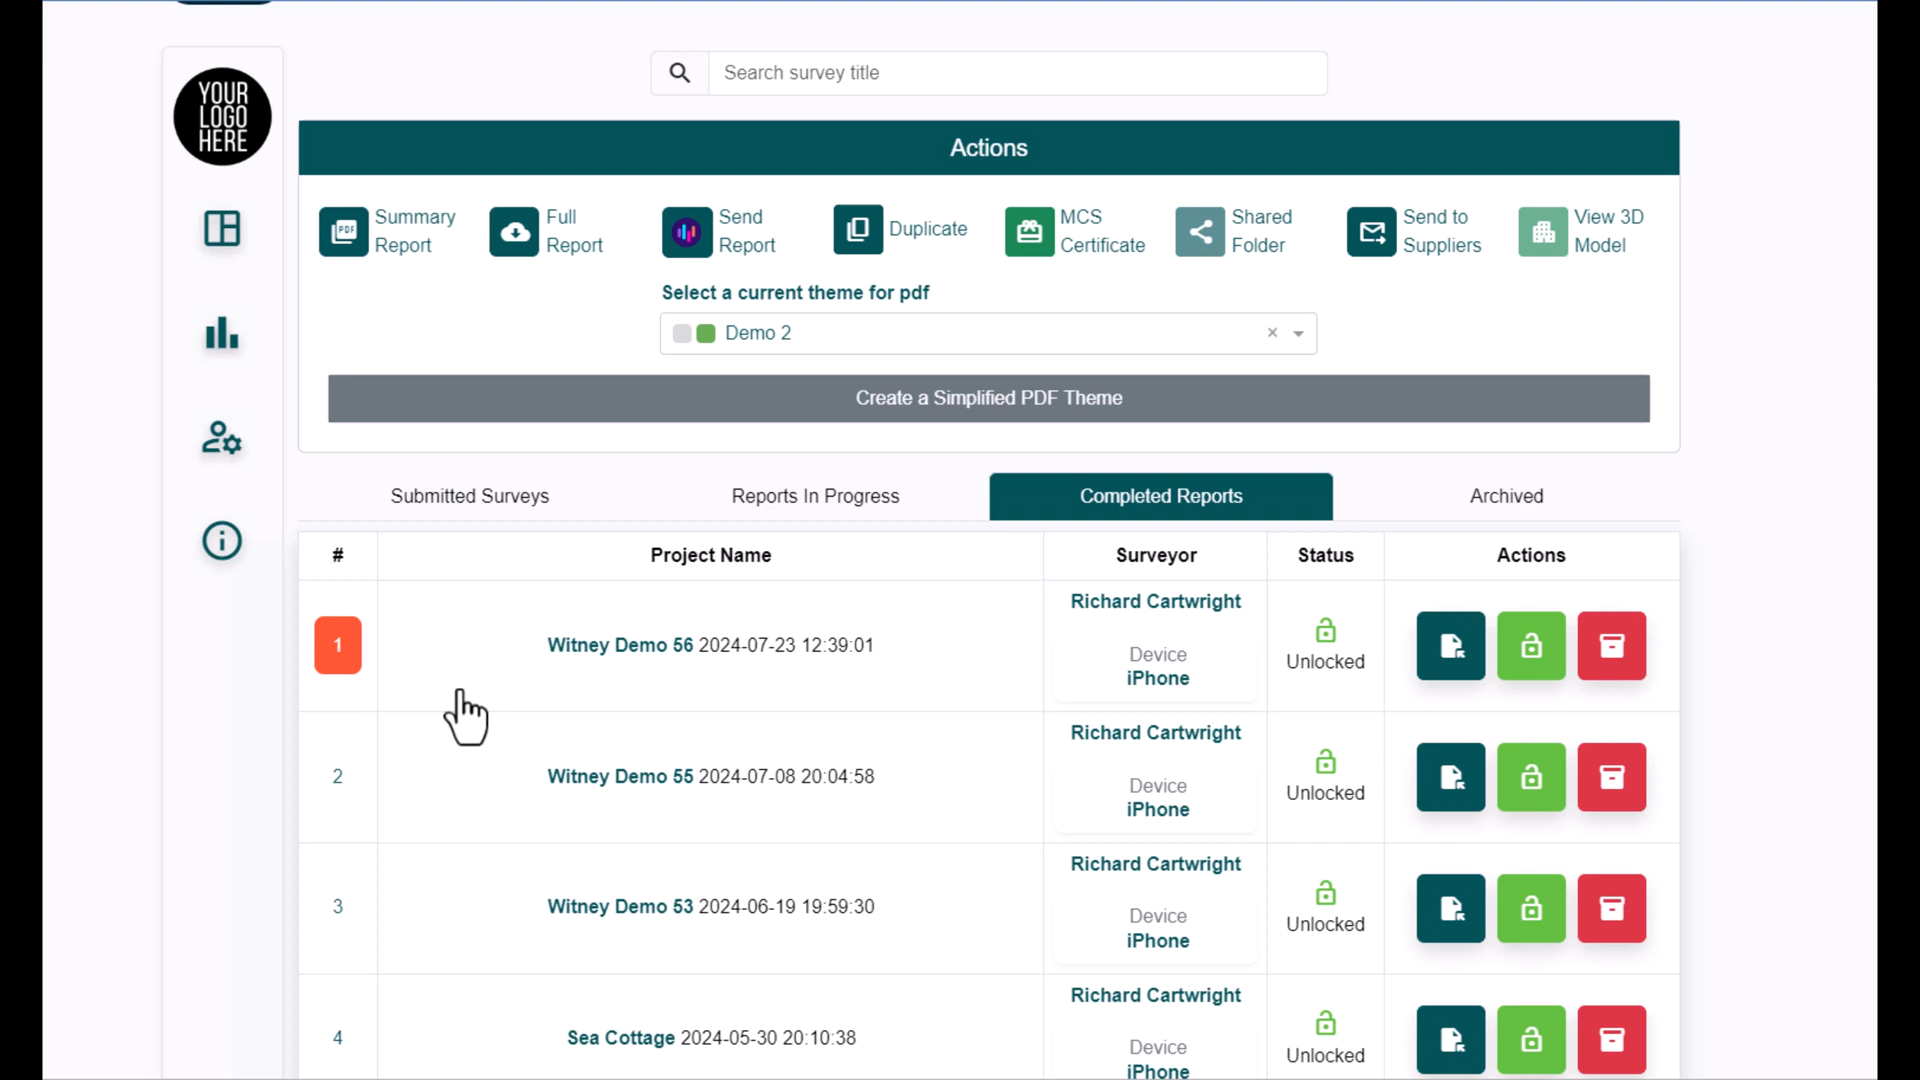 YOUR
LOGO
HERE
Search survey title
Actions
Summary
Report
Full
Report
Send
Report
Duplicate
MCS
Certificate
Shared
Folder
Send to
Suppliers
View 3D
Model
PDF
Select a current theme for pdf
Demo 2
Create a Simplified PDF Theme
Submitted Surveys Reports In Progress Completed Reports Archived
# Project Name Surveyor Status Actions
1 Witney Demo 56 2024-07-23 12:39:01 Richard Cartwright
Device
iPhone
Unlocked
2 Witney Demo 55 2024-07-08 20:04:58 Richard Cartwright
Device
iPhone
Unlocked
3 Witney Demo 53 2024-06-19 19:59:30 Richard Cartwright
Device
iPhone
Unlocked
4 Sea Cottage 2024-05-30 20:10:38 Richard Cartwright
Device
iPhone
Unlocked